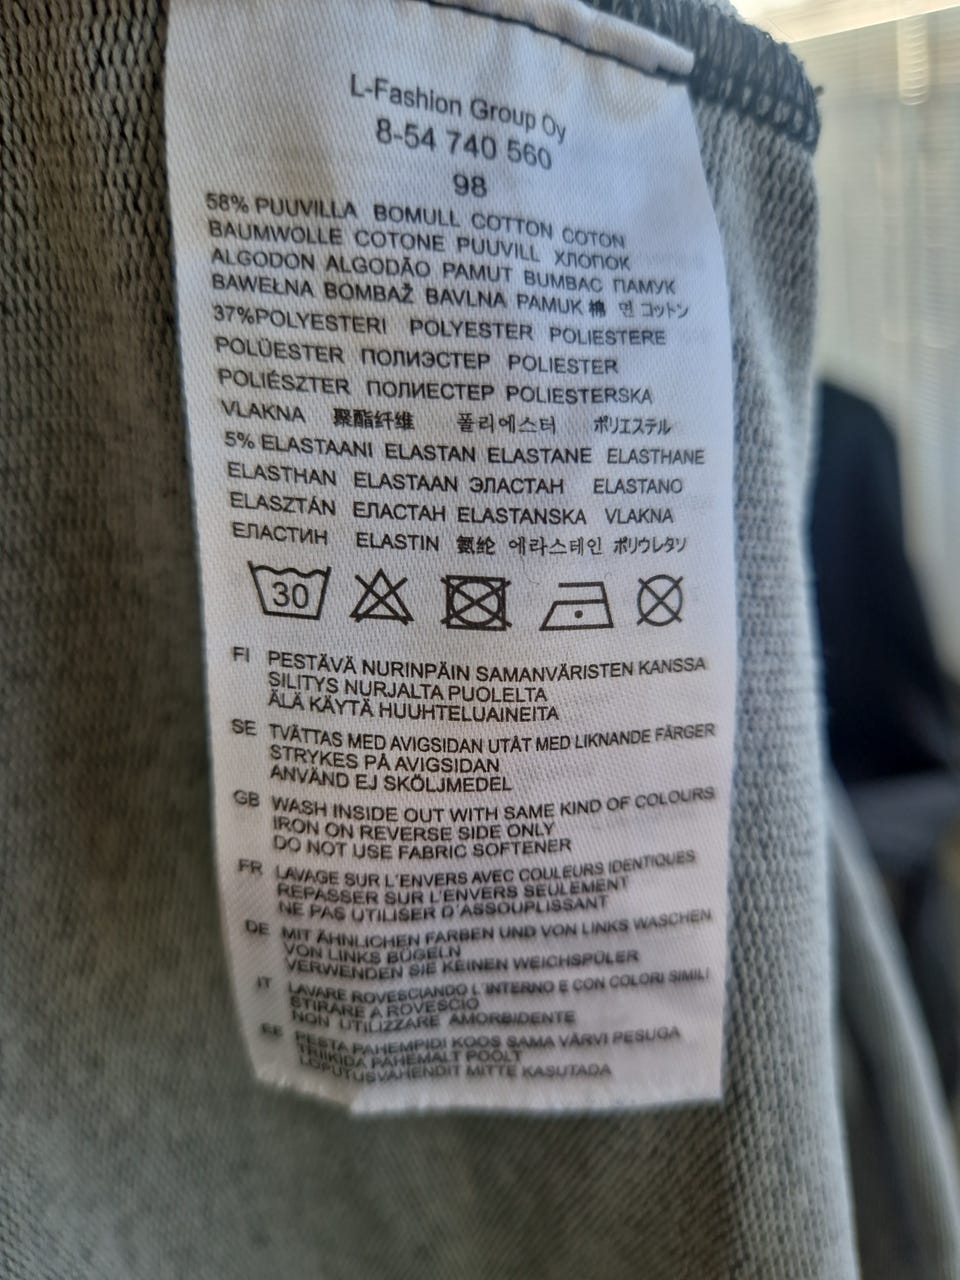 L-Fashion Group Oy
8-54 740 560
98
58% PUUVILLA BOMULL COTTON COTON
BAUMWOLLE COTONE PUUVILL ХЛОПОК
ALGODON ALGODÃO PAMUT BUMBAC ПАМУК
BAWEŁNA BOMBAŽ BAVLNA PAMUK 棉 면 コットン
37%POLYESTERI POLYESTER POLIESTERE
POLÜESTER ПОЛИЭСТЕР POLIESTER
POLIÉSZTER ПОЛИЕСТЕР POLIESTERSKA
VLAKNA 聚酯纤维 폴리에스터 ポリエステル
5% ELASTAANI ELASTAN ELASTANE ELASTHANE
ELASTHAN ELASTAAN ЭЛАСТАН ELASTANO
ELASZTÁN ЕЛАСТАН ELASTANSKA VLAKNA
ЕЛАСТИН ELASTIN 氨纶 에라스테인 ポリウレタン
30
FI PESTÄVÄ NURINPÄIN SAMANVÄRISTEN KANSSA
SILITYS NURJALTA PUOLELTA
ÄLÄ KÄYTÄ HUUHTELUAINEITA
SE TVÄTTAS MED AVIGSIDAN UTÅT MED LIKNANDE FÄRGER
STRYKES PÅ AVIGSIDAN
ANVÄND EJ SKÖLJMEDEL
GB WASH INSIDE OUT WITH SAME KIND OF COLOURS
IRON ON REVERSE SIDE ONLY
DO NOT USE FABRIC SOFTENER
FR LAVAGE SUR L'ENVERS AVEC COULEURS IDENTIQUES
REPASSER SUR L'ENVERS SEULEMENT
NE PAS UTILISER D'ASSOUPLISSANT
DE MIT ÄHNLICHEN FARBEN UND VON LINKS WASCHEN
VON LINKS BÜGELN
VERWENDEN SIE KEINEN WEICHSPÜLER
IT LAVARE ROVESCIANDO L'INTERNO E CON COLORI SIMILI
STIRARE A ROVESCIO
NON UTILIZZARE AMORBIDENTE
EE PESTA PAHEMPIDI KOOS SAMA VÄRVI PESUGA
TRIIKIDA PAHEMALT POOLT
LOPUTUSVAHENDIT MITTE KASUTADA